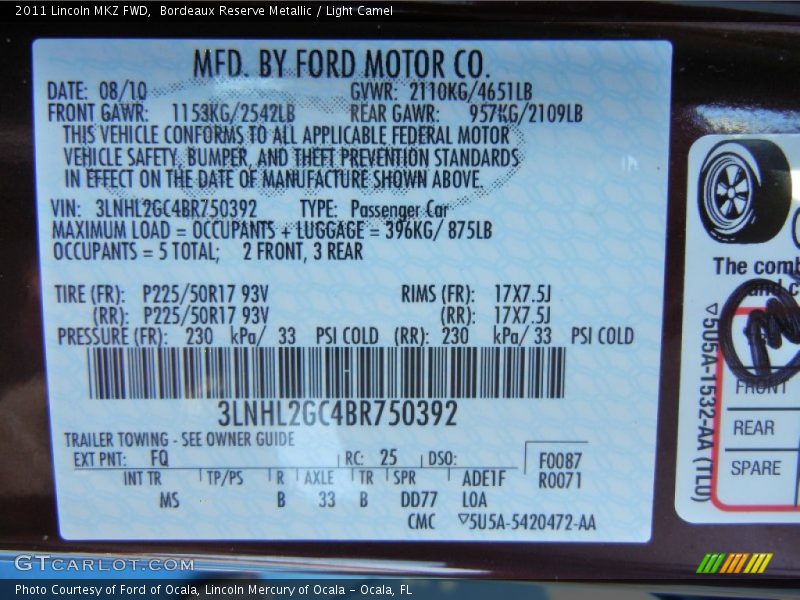 2011 Lincoln MKZ FWD, Bordeaux Reserve Metallic / Light Camel
MFD. BY FORD MOTOR CO.
DATE: 08/10 GVWR: 2110KG/4651LB
FRONT GAWR: 1153KG/2542LB REAR GAWR: 957KG/2109LB
THIS VEHICLE CONFORMS TO ALL APPLICABLE FEDERAL MOTOR
VEHICLE SAFETY, BUMPER, AND THEFT PREVENTION STANDARDS
IN EFFECT ON THE DATE OF MANUFACTURE SHOWN ABOVE.
VIN: 3LNHL2GC4BR750392 TYPE: Passenger Car
MAXIMUM LOAD = OCCUPANTS + LUGGAGE = 396KG/ 875LB
OCCUPANTS = 5 TOTAL; 2 FRONT, 3 REAR
TIRE (FR): P225/50R17 93V RIMS (FR): 17X7.5J
(RR): P225/50R17 93V (RR): 17X7.5J
PRESSURE (FR): 230 kPa/ 33 PSI COLD (RR): 230 kPa/ 33 PSI COLD
3LNHL2GC4BR750392
TRAILER TOWING - SEE OWNER GUIDE
EXT PNT: FQ RC: 25 DSO: F0087
R0071
INT TR TP/PS R AXLE TR SPR ADE1F
MS B 33 B DD77 LOA
CMC ▽5U5A-5420472-AA
The comb
and c
▽5U5A-1532-AA (TLO)
FRONT
REAR
SPARE
GTCARLOT.COM
Photo Courtesy of Ford of Ocala, Lincoln Mercury of Ocala - Ocala, FL